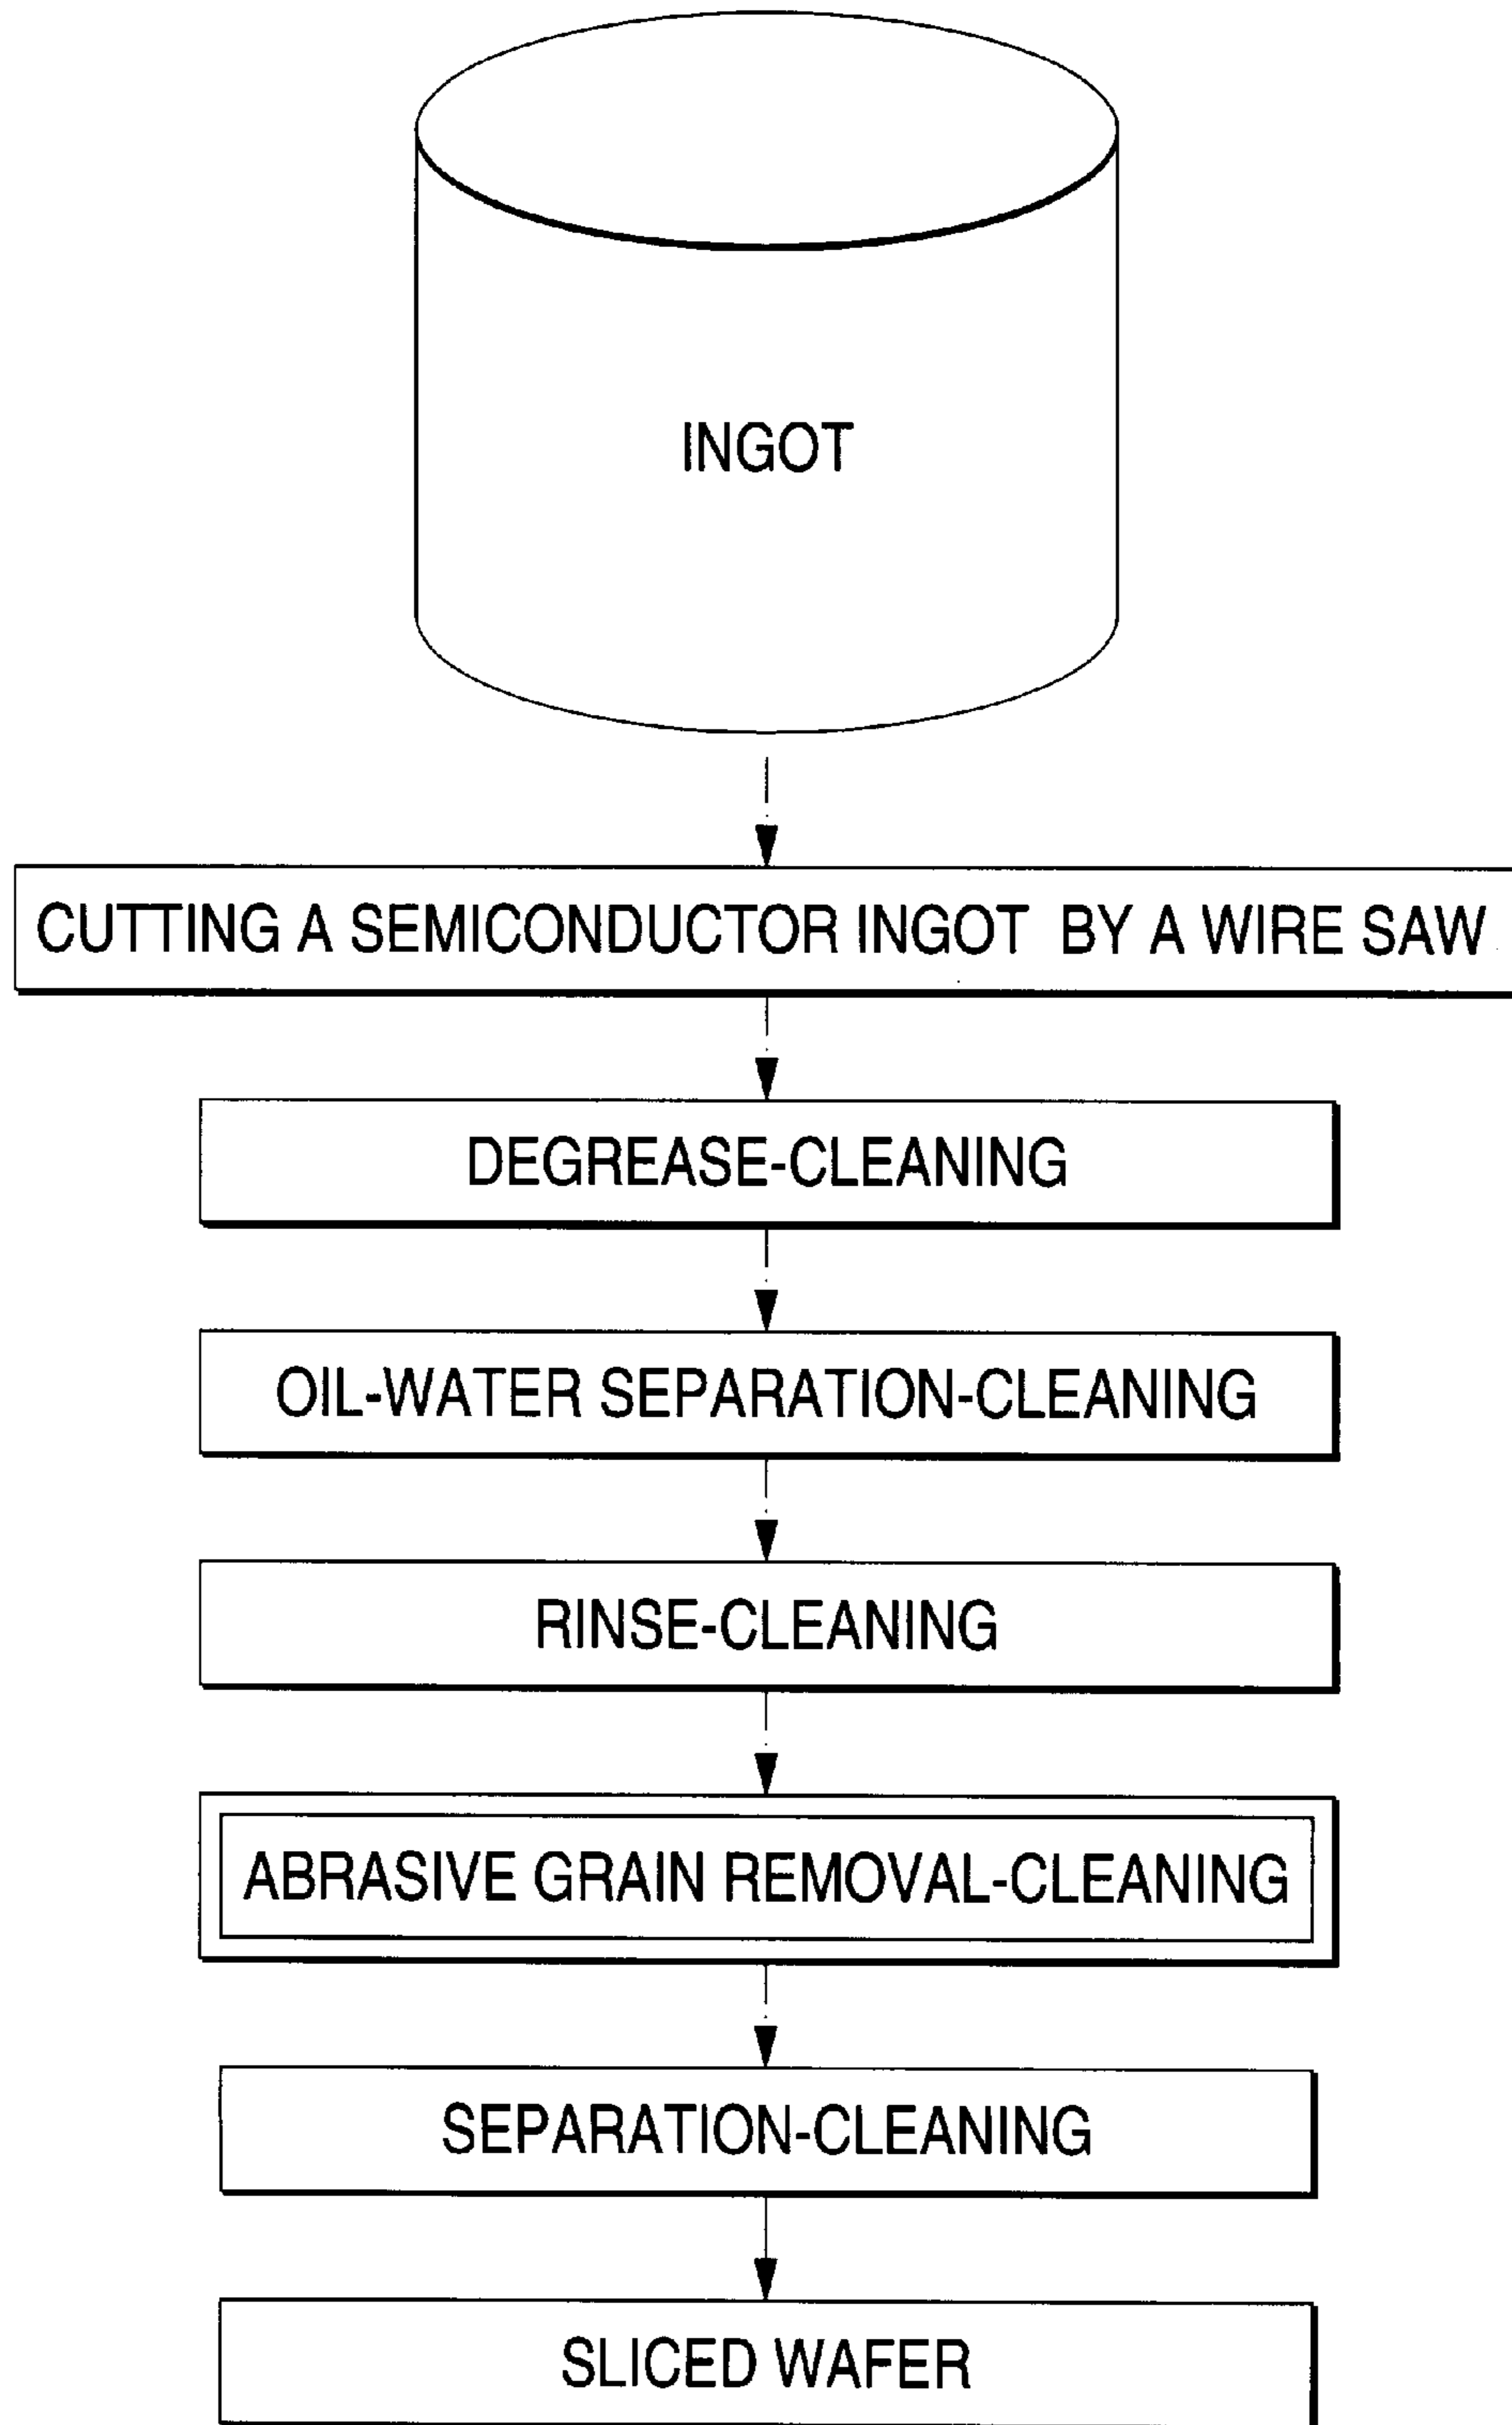 INGOT
CUTTING A SEMICONDUCTOR INGOT BY A WIRE SAW
DEGREASE-CLEANING
OIL-WATER SEPARATION-CLEANING
RINSE-CLEANING
ABRASIVE GRAIN REMOVAL-CLEANING
SEPARATION-CLEANING
SLICED WAFER